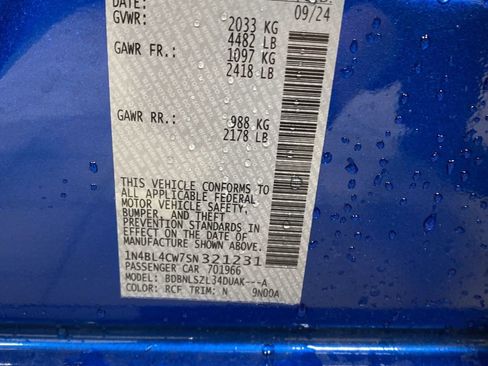 DATE:
09/24
GVWR: 2033 KG
4482 LB
GAWR FR.: 1097 KG
2418 LB
GAWR RR.: 988 KG
2178 LB
THIS VEHICLE CONFORMS TO
ALL APPLICABLE FEDERAL
MOTOR VEHICLE SAFETY,
BUMPER, AND THEFT
PREVENTION STANDARDS IN
EFFECT ON THE DATE OF
MANUFACTURE SHOWN ABOVE.
1N4BL4CW7SN321231
PASSENGER CAR 701966
MODEL: BDBNLSZL34DUAK---A
COLOR: RCF TRIM: N 9N00A